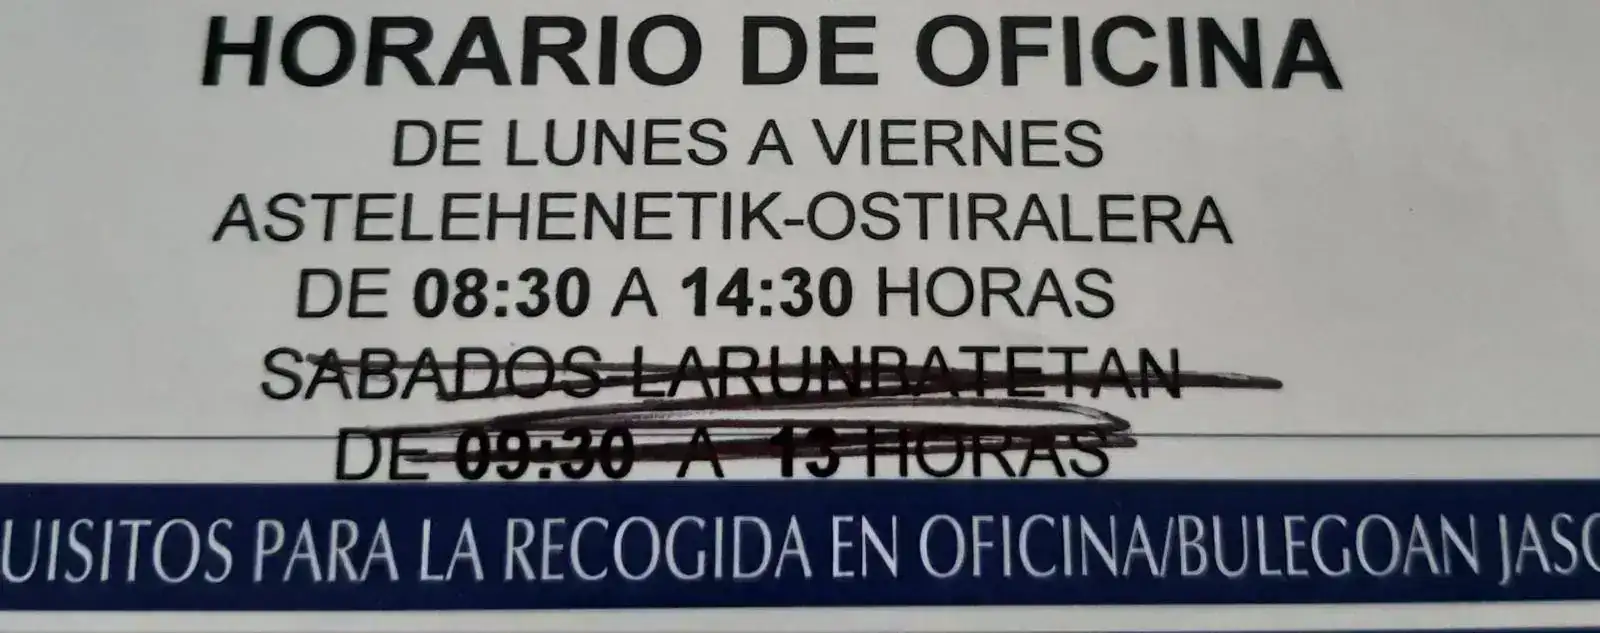 HORARIO DE OFICINA
DE LUNES A VIERNES
ASTELEHENETIK-OSTIRALERA
DE 08:30 A 14:30 HORAS
SABADOS-LARUNBATETAN
DE 09:30 A 13 HORAS
UISITOS PARA LA RECOGIDA EN OFICINA/BULEGOAN JASO